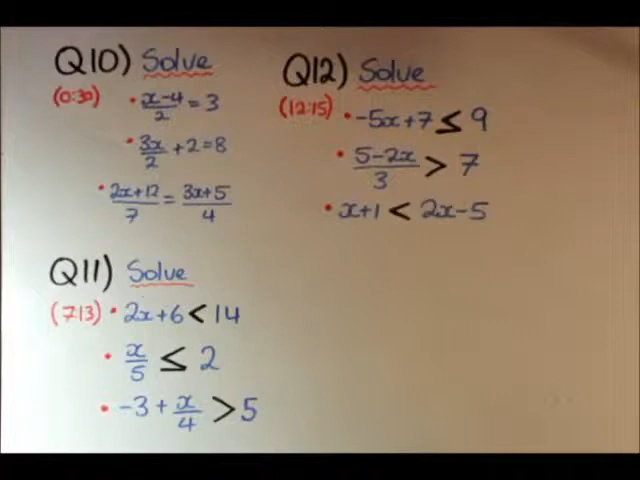 Q10) Solve
(0:30) • x-4/2 = 3
• 3x/2 + 2 = 8
• 2x+12/7 = 3x+5/4
Q11) Solve
(7:13) • 2x+6 < 14
• x/5 ≤ 2
• -3 + x/4 > 5
Q12) Solve
(12:15) • -5x+7 ≤ 9
• 5-2x/3 > 7
• x+1 < 2x-5